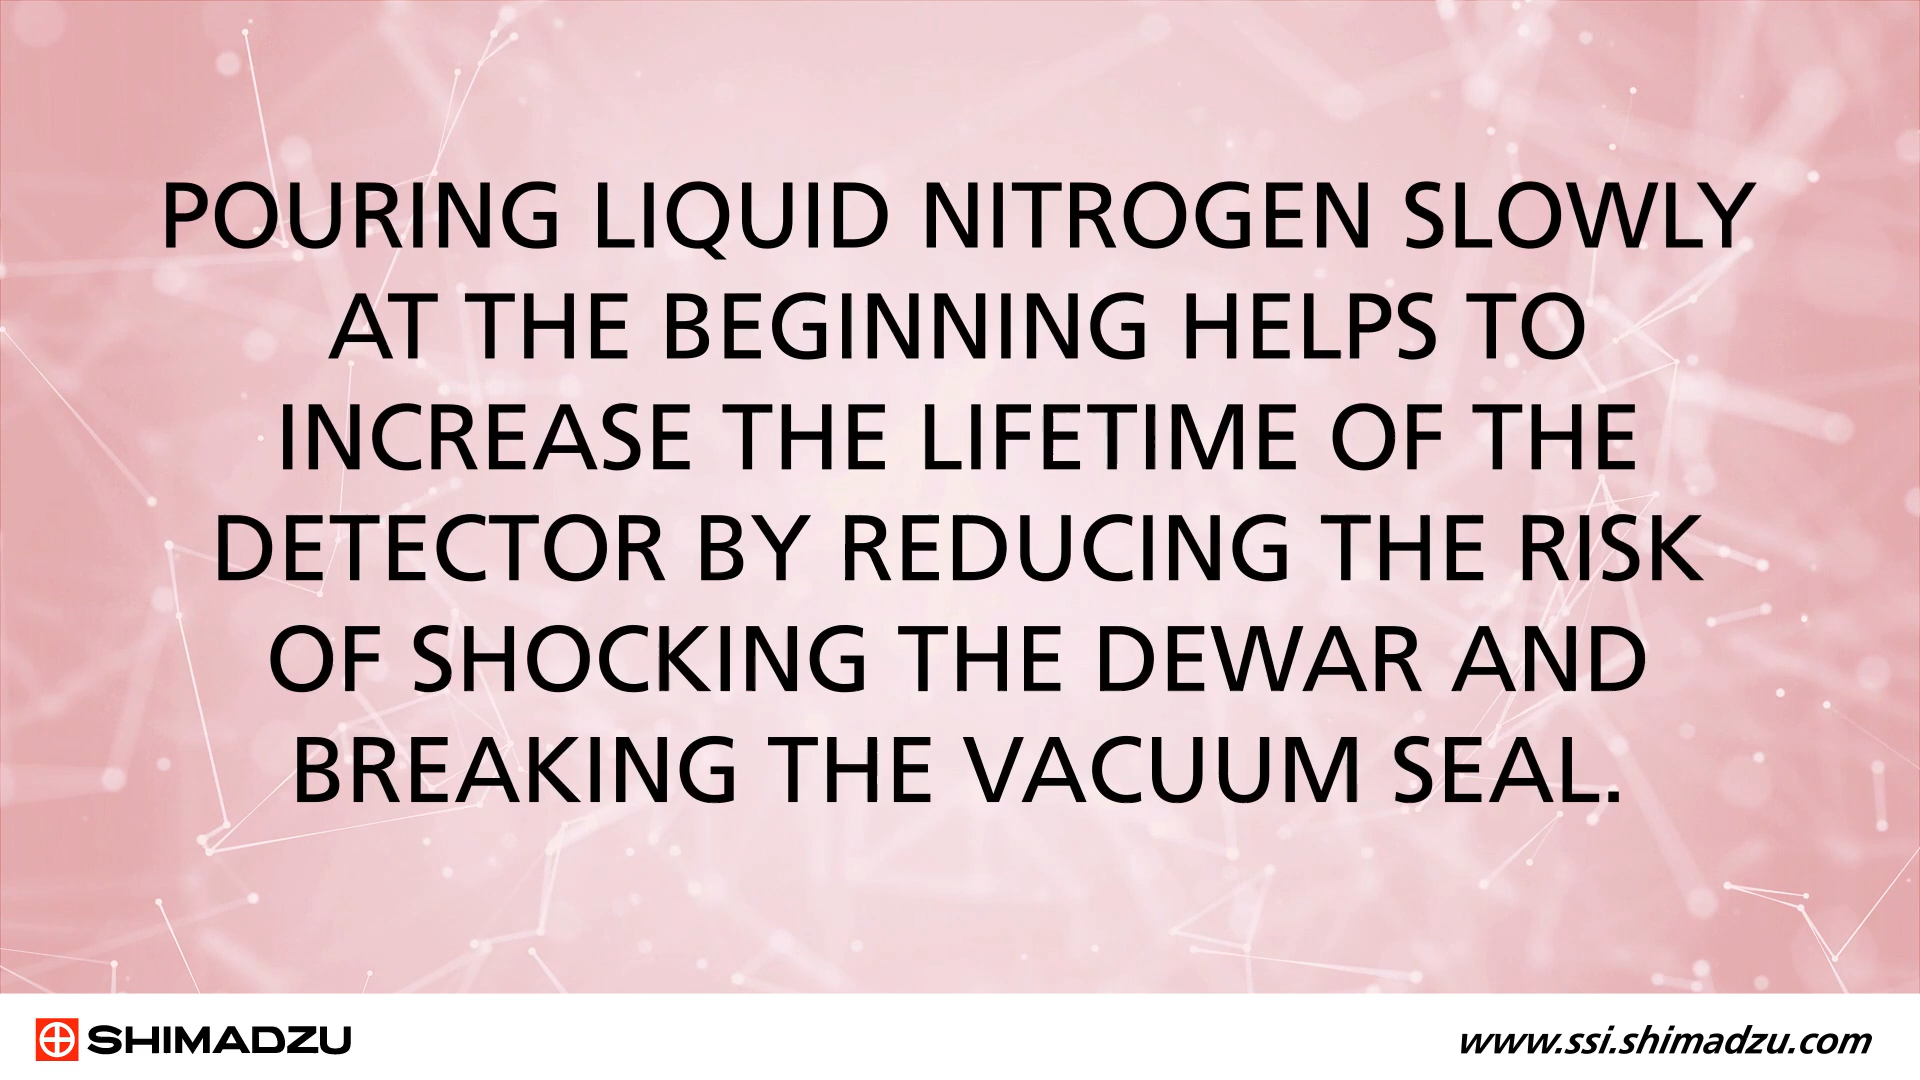 POURING LIQUID NITROGEN SLOWLY
AT THE BEGINNING HELPS TO
INCREASE THE LIFETIME OF THE
DETECTOR BY REDUCING THE RISK
OF SHOCKING THE DEWAR AND
BREAKING THE VACUUM SEAL.
SHIMADZU
www.ssi.shimadzu.com